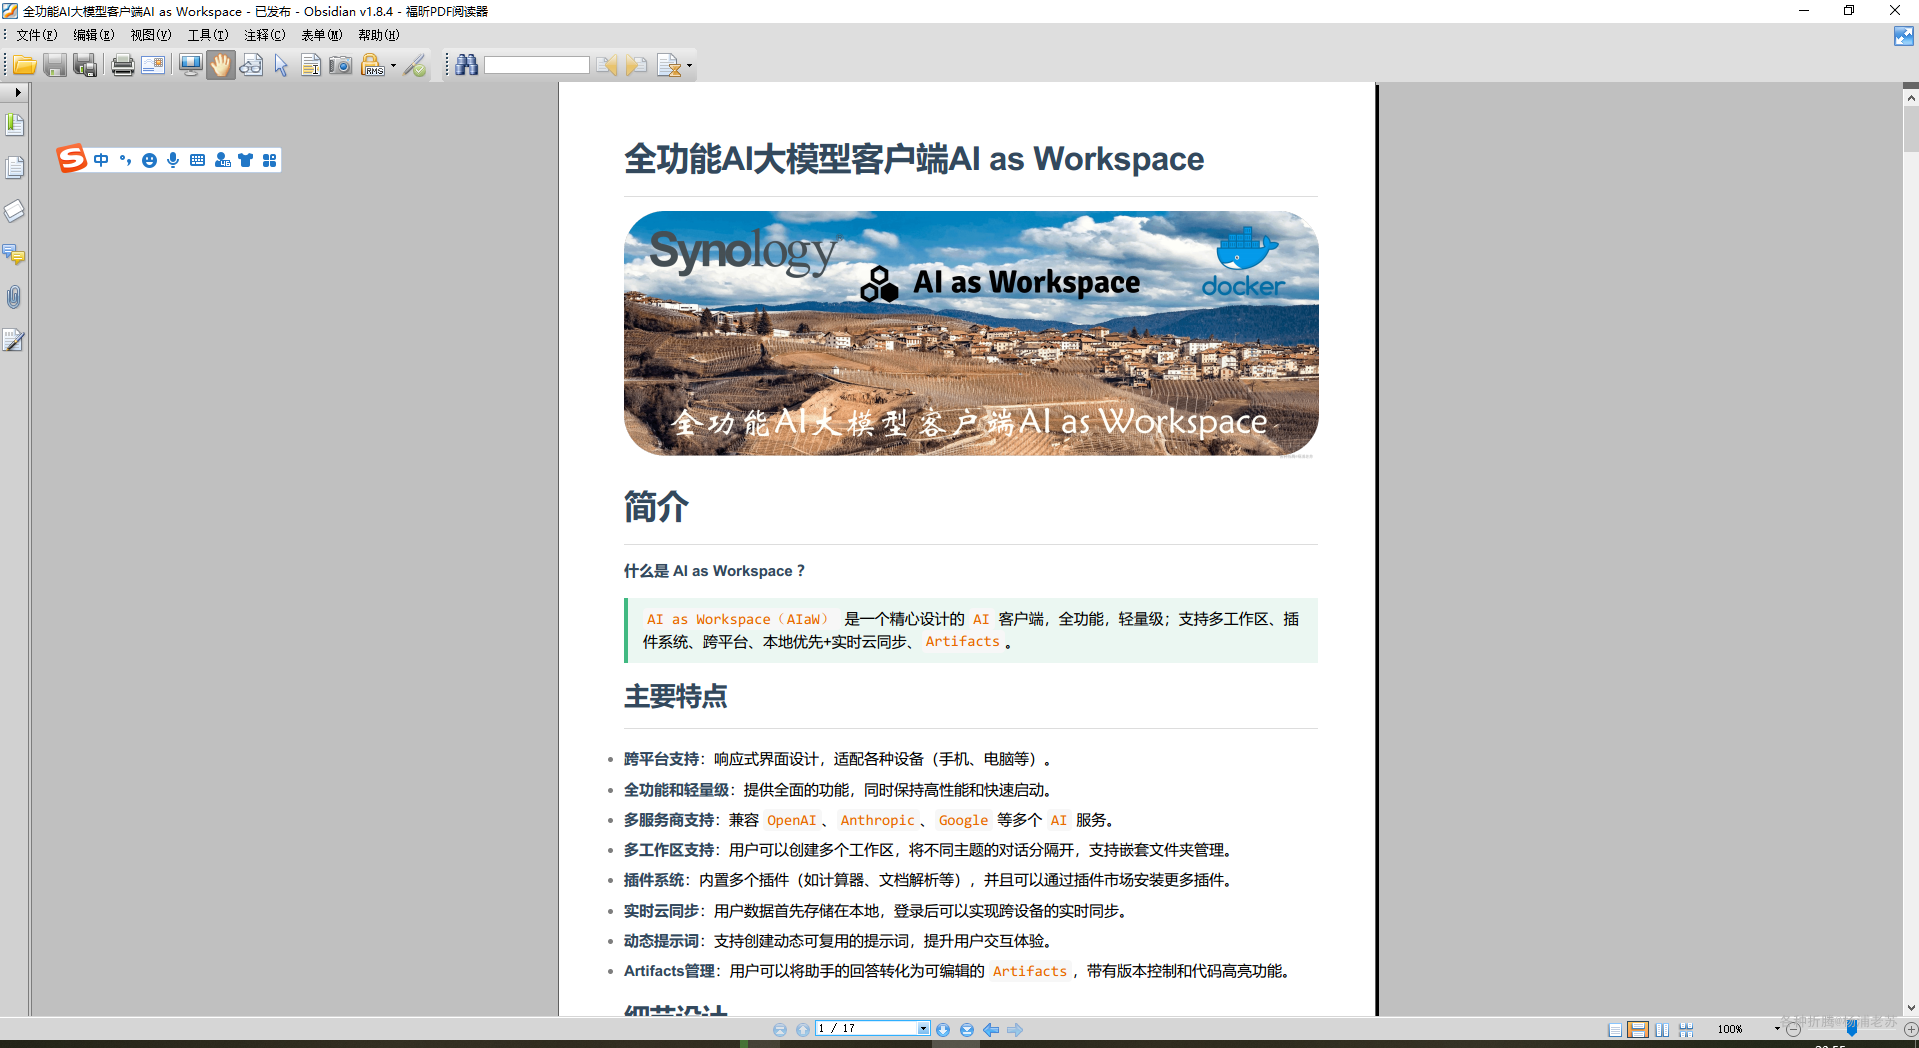 全功能AI大模型客户端AI as Workspace - 已发布 - Obsidian v1.8.4 - 福昕PDF阅读器
文件(F) 编辑(E) 视图(V) 工具(T) 注释(C) 表单(M) 帮助(H)
RMS
中
全功能AI大模型客户端AI as Workspace
Synology
AI as Workspace
docker
全功能AI大模型客户端AI as Workspace
简介
什么是 AI as Workspace ?
AI as Workspace（AIaW） 是一个精心设计的 AI 客户端，全功能，轻量级；支持多工作区、插
件系统、跨平台、本地优先+实时云同步、 Artifacts 。
主要特点
跨平台支持：响应式界面设计，适配各种设备（手机、电脑等）。
全功能和轻量级：提供全面的功能，同时保持高性能和快速启动。
多服务商支持：兼容 OpenAI 、 Anthropic 、 Google 等多个 AI 服务。
多工作区支持：用户可以创建多个工作区，将不同主题的对话分隔开，支持嵌套文件夹管理。
插件系统：内置多个插件（如计算器、文档解析等），并且可以通过插件市场安装更多插件。
实时云同步：用户数据首先存储在本地，登录后可以实现跨设备的实时同步。
动态提示词：支持创建动态可复用的提示词，提升用户交互体验。
Artifacts管理：用户可以将助手的回答转化为可编辑的 Artifacts ，带有版本控制和代码高亮功能。
细节设计
1 / 17
100%
各种折腾@杨浦老苏